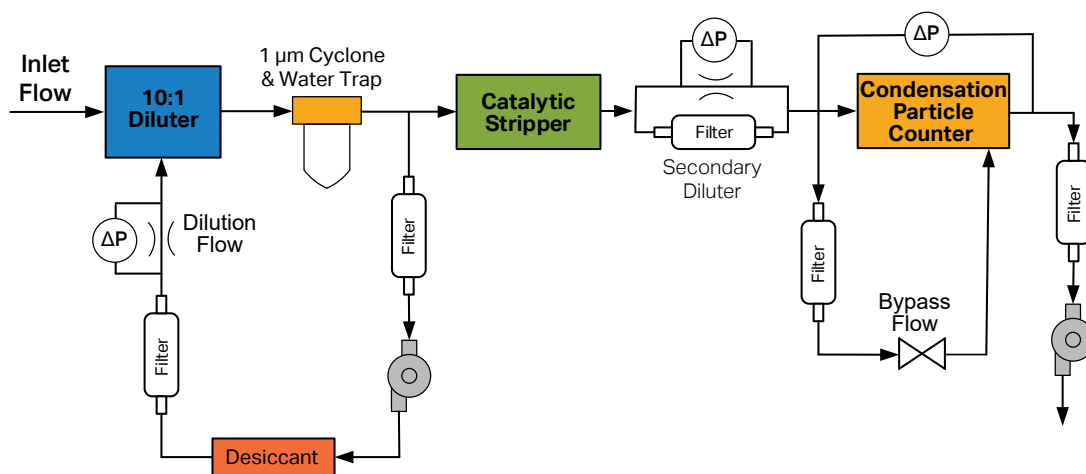 Inlet
Flow
10:1
Diluter
1 µm Cyclone
& Water Trap
Catalytic
Stripper
ΔP
Filter
Secondary
Diluter
ΔP
Condensation
Particle
Counter
Filter
ΔP
Dilution
Flow
Filter
Filter
Bypass
Flow
Filter
Desiccant